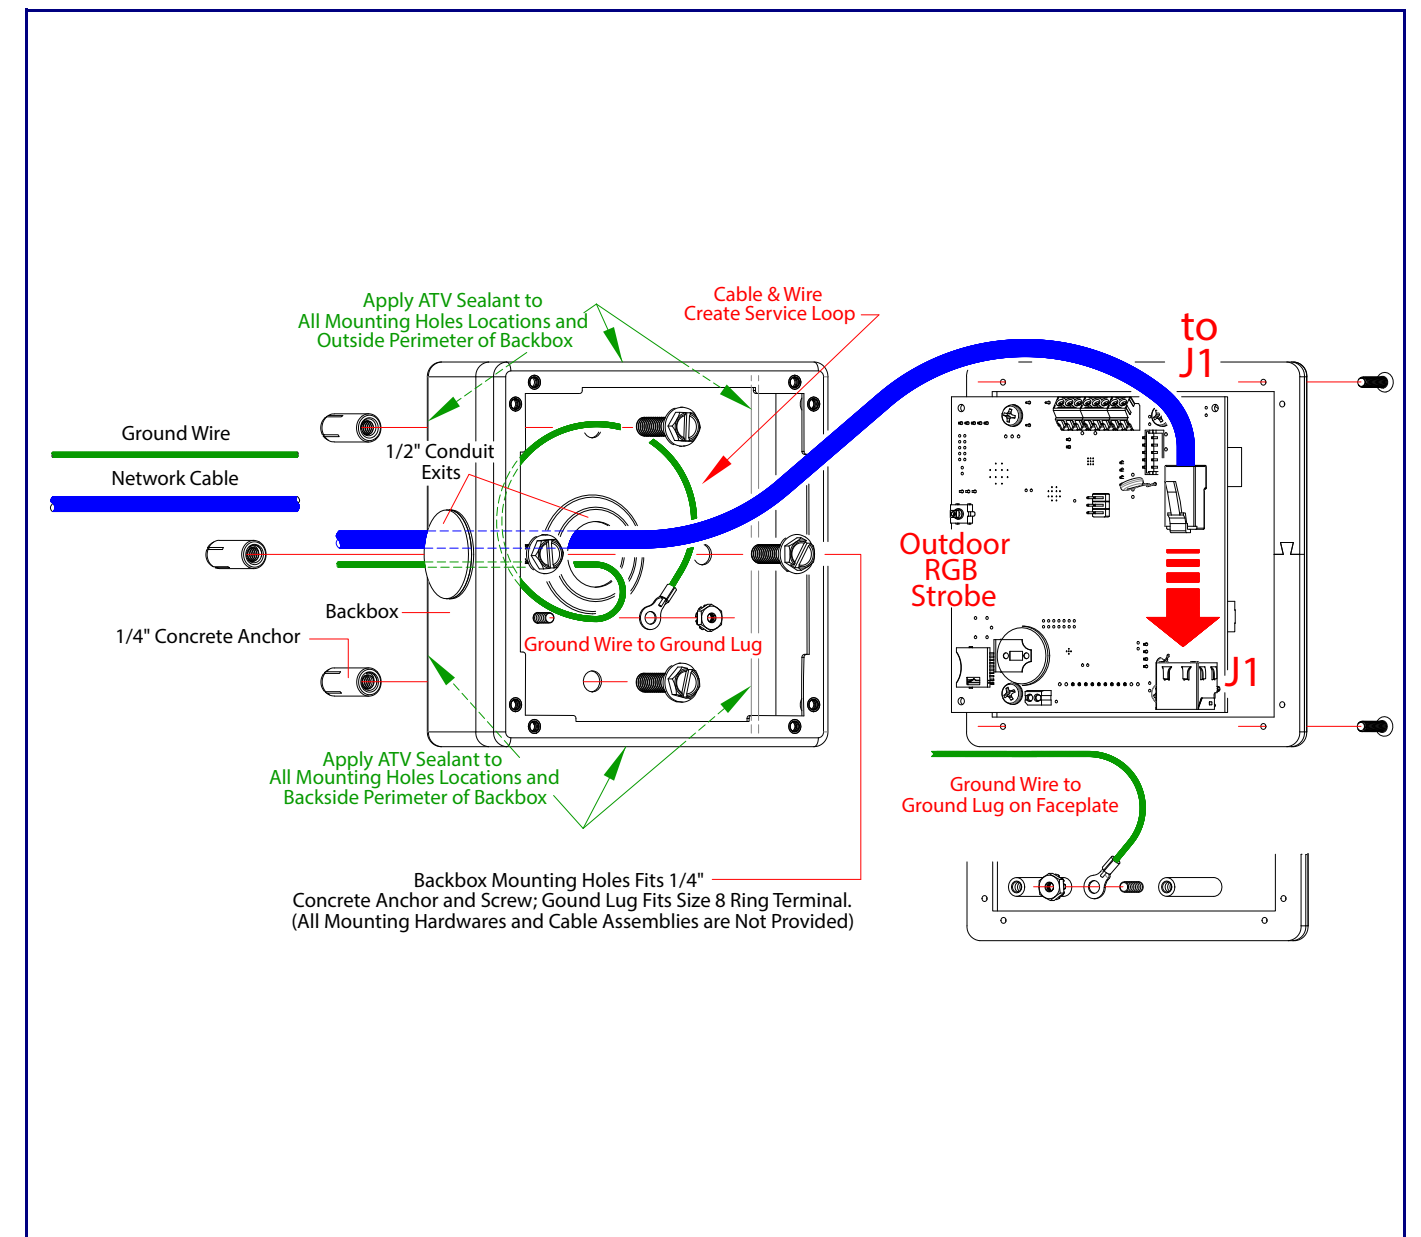 Apply ATV Sealant to
All Mounting Holes Locations and
Outside Perimeter of Backbox
Cable & Wire
Create Service Loop
to
J1
Ground Wire
Network Cable
1/2" Conduit
Exits
Outdoor
RGB
Strobe
Backbox
1/4" Concrete Anchor
Ground Wire to Ground Lug
J1
Apply ATV Sealant to
All Mounting Holes Locations and
Backside Perimeter of Backbox
Ground Wire to
Ground Lug on Faceplate
Backbox Mounting Holes Fits 1/4"
Concrete Anchor and Screw; Gound Lug Fits Size 8 Ring Terminal.
(All Mounting Hardwares and Cable Assemblies are Not Provided)